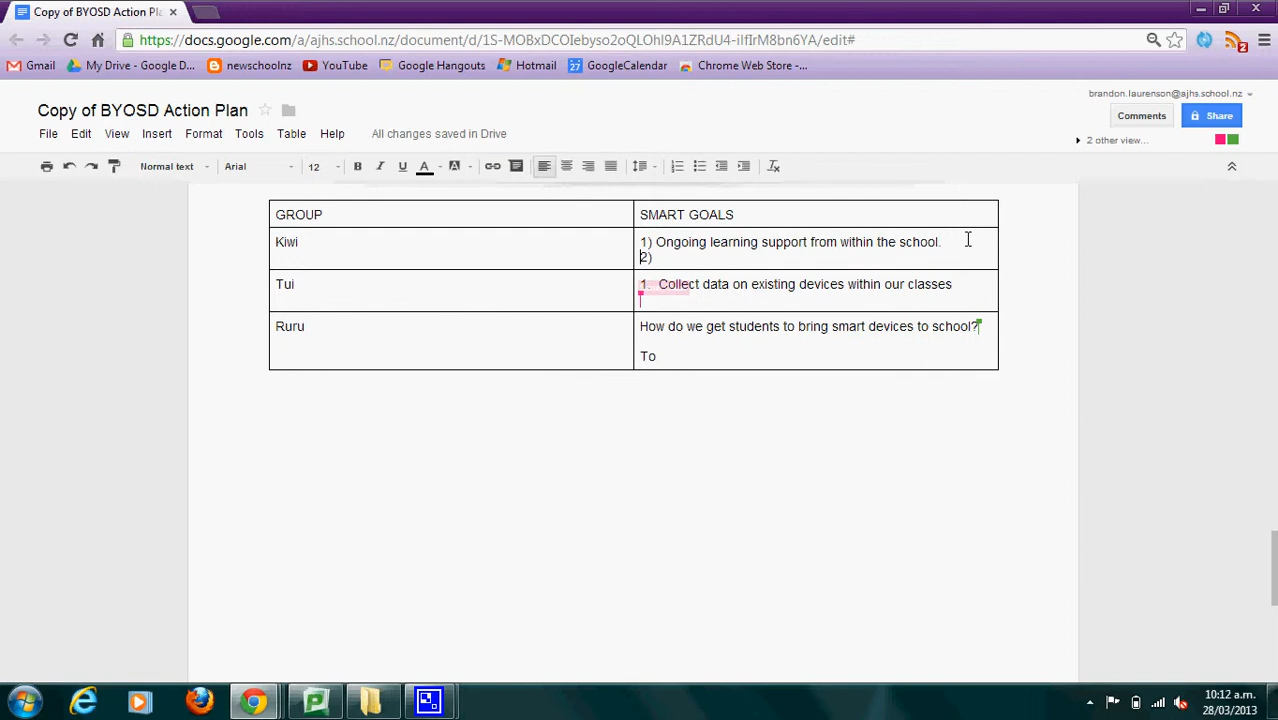 Copy of BYOSD Action Plan
https://docs.google.com/a/ajhs.school.nz/document/d/1S-MOBxDCOIebyso2oQLOhI9A1ZRdU4-iIfIrM8bn6YA/edit#
2
Gmail My Drive - Google D... newschoolnz YouTube Google Hangouts Hotmail 27 GoogleCalendar Chrome Web Store -...
brandon.laurenson@ajhs.school.nz
Copy of BYOSD Action Plan
Comments Share
File Edit View Insert Format Tools Table Help All changes saved in Drive
2 other view...
Normal text Arial 12 B I U A A
GROUP SMART GOALS
Kiwi 1) Ongoing learning support from within the school.
2)
Tui 1. Collect data on existing devices within our classes
Ruru How do we get students to bring smart devices to school?
To
10:12 a.m.
28/03/2013